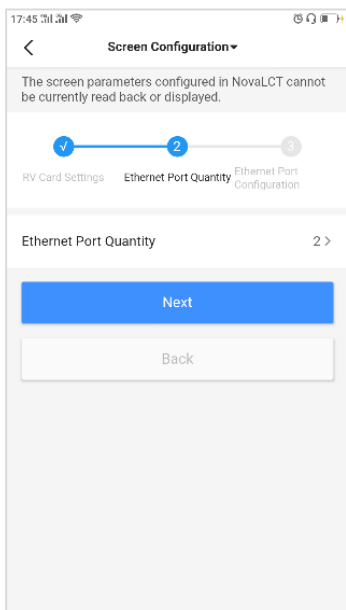 17:45
Screen Configuration
The screen parameters configured in NovaLCT cannot
be currently read back or displayed.
2
3
RV Card Settings
Ethernet Port Quantity
Ethernet Port
Configuration
Ethernet Port Quantity
2 >
Next
Back